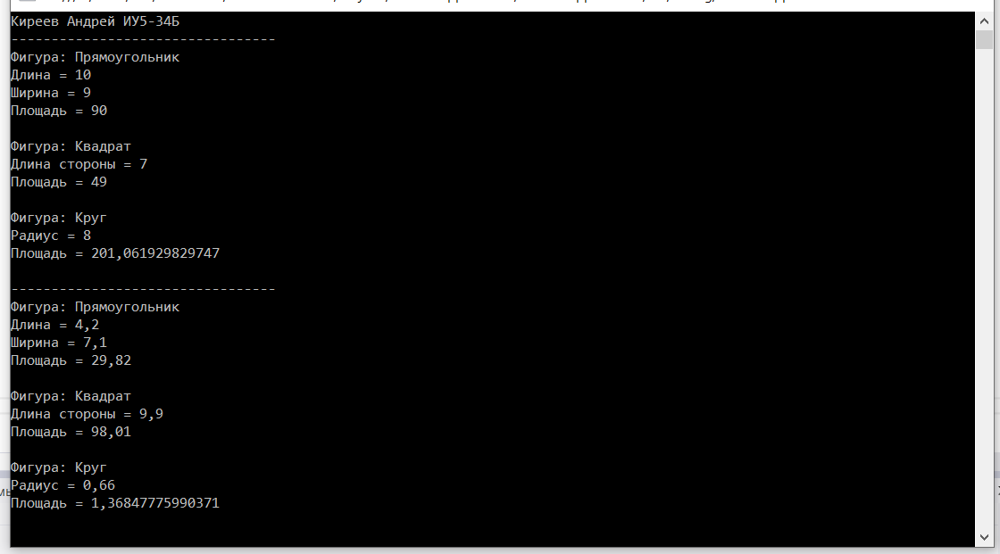 Киреев Андрей ИУ5-34Б
---------------------------------
Фигура: Прямоугольник
Длина = 10
Ширина = 9
Площадь = 90
Фигура: Квадрат
Длина стороны = 7
Площадь = 49
Фигура: Круг
Радиус = 8
Площадь = 201,061929829747
---------------------------------
Фигура: Прямоугольник
Длина = 4,2
Ширина = 7,1
Площадь = 29,82
Фигура: Квадрат
Длина стороны = 9,9
Площадь = 98,01
Фигура: Круг
Радиус = 0,66
Площадь = 1,36847775990371